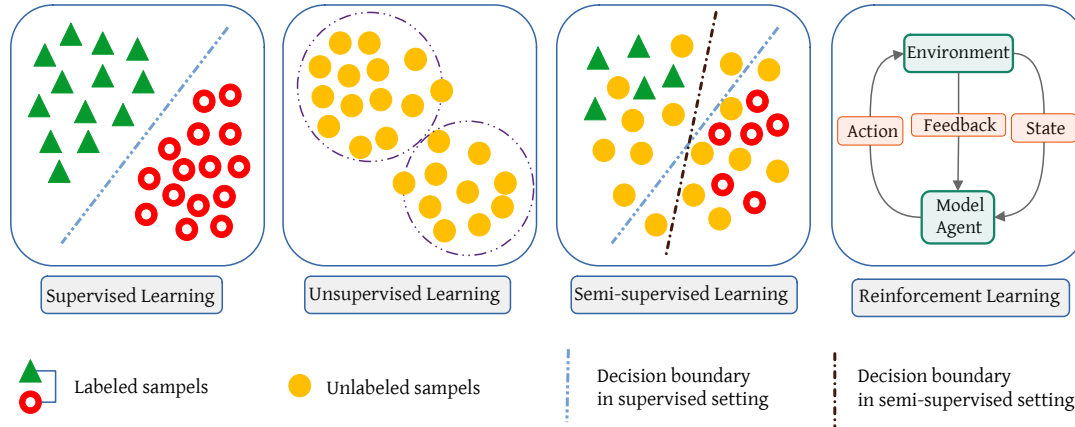 Environment
Action
Feedback
State
Model
Agent
Supervised Learning
Unsupervised Learning
Semi-supervised Learning
Reinforcement Learning
Labeled sampels
Unlabeled sampels
Decision boundary
in supervised setting
Decision boundary
in semi-supervised setting